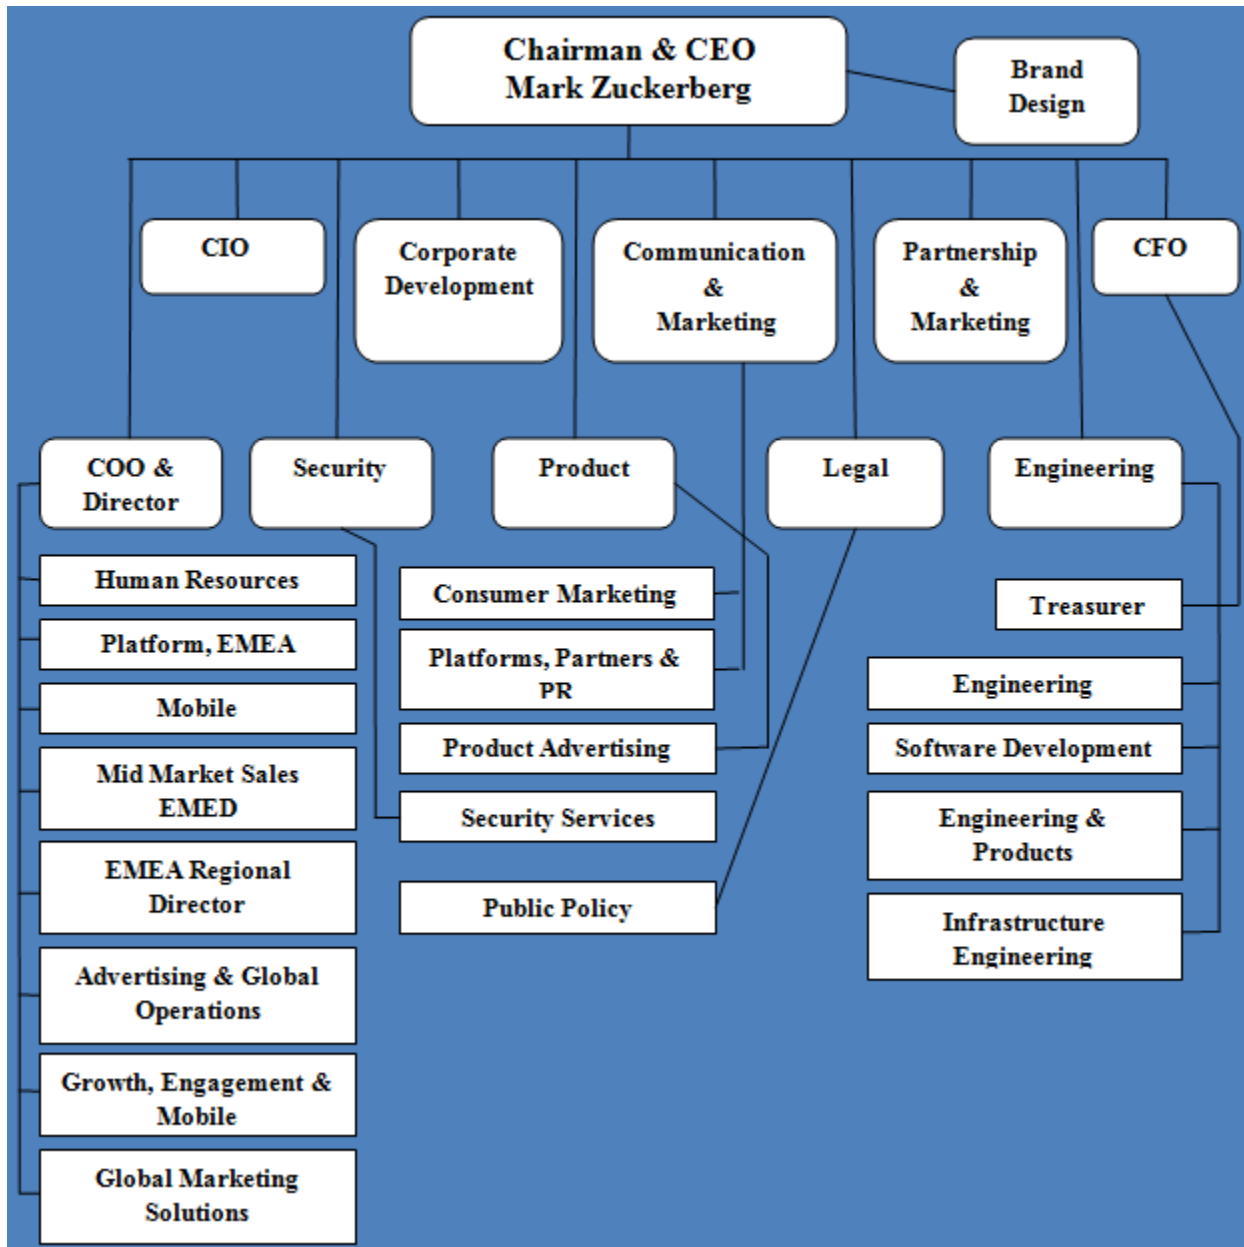 Chairman & CEO
Mark Zuckerberg
Brand
Design
CIO
Corporate
Development
Communication
&
Marketing
Partnership
&
Marketing
CFO
COO &
Director
Security
Product
Legal
Engineering
Human Resources
Platform, EMEA
Mobile
Mid Market Sales
EMED
EMEA Regional
Director
Advertising & Global
Operations
Growth, Engagement &
Mobile
Global Marketing
Solutions
Consumer Marketing
Platforms, Partners &
PR
Product Advertising
Security Services
Public Policy
Treasurer
Engineering
Software Development
Engineering &
Products
Infrastructure
Engineering